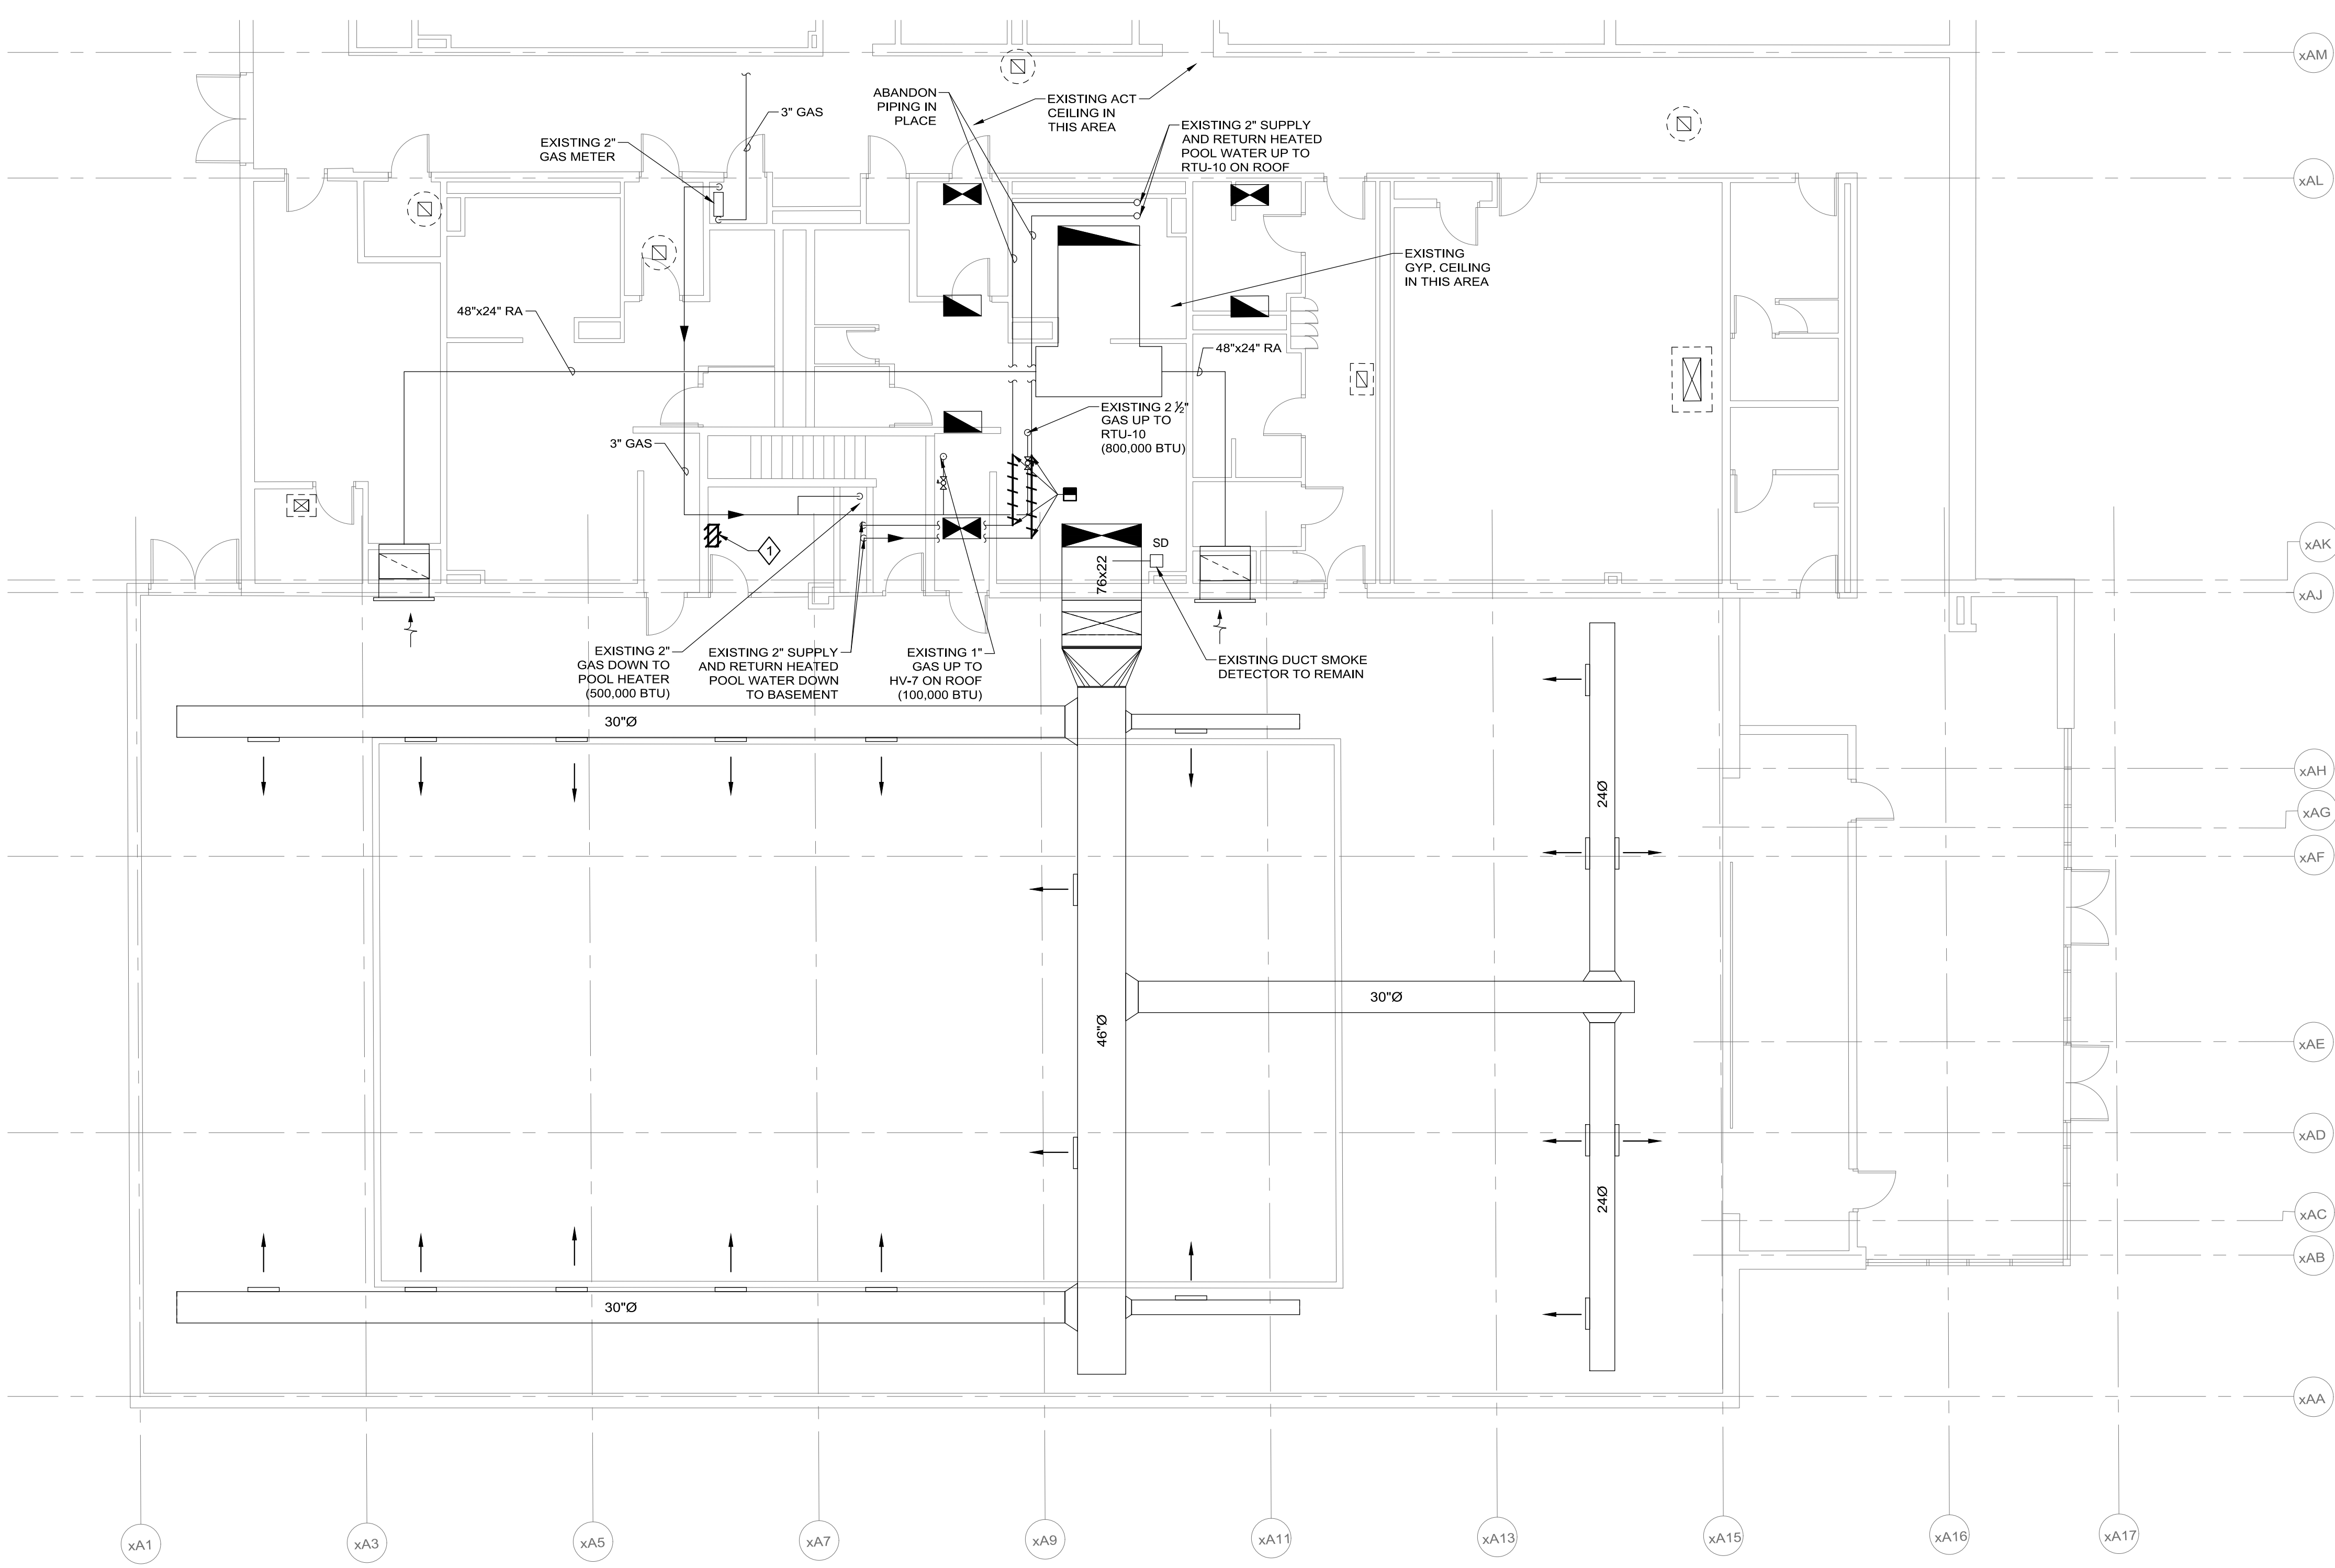 xAM
ABANDON
PIPING IN
PLACE
EXISTING ACT
CEILING IN
THIS AREA
3" GAS
EXISTING 2"
GAS METER
EXISTING 2" SUPPLY
AND RETURN HEATED
POOL WATER UP TO
RTU-10 ON ROOF
xAL
EXISTING
GYP. CEILING
IN THIS AREA
48"x24" RA
48"x24" RA
EXISTING 2 ½"
GAS UP TO
RTU-10
(800,000 BTU)
3" GAS
1
SD
76x22
xAK
xAJ
EXISTING 2"
GAS DOWN TO
POOL HEATER
(500,000 BTU)
EXISTING 2" SUPPLY
AND RETURN HEATED
POOL WATER DOWN
TO BASEMENT
EXISTING 1"
GAS UP TO
HV-7 ON ROOF
(100,000 BTU)
EXISTING DUCT SMOKE
DETECTOR TO REMAIN
30"Ø
xAH
24Ø
xAG
xAF
30"Ø
46"Ø
xAE
xAD
24Ø
xAC
xAB
30"Ø
xAA
xA1
xA3
xA5
xA7
xA9
xA11
xA13
xA15
xA16
xA17